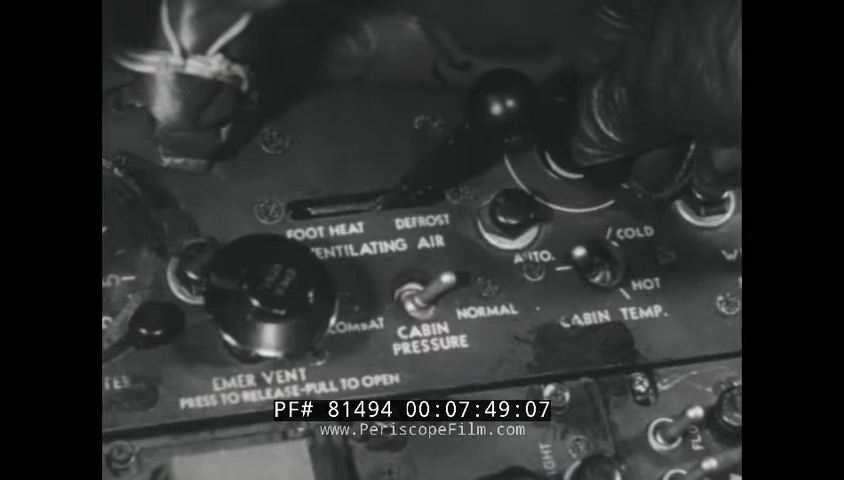 FOOT HEAT DEFROST
VENTILATING AIR
COLD
AUTO.
HOT
CABIN TEMP.
COMBAT
NORMAL
CABIN
PRESSURE
EMER VENT
PRESS TO RELEASE-PULL TO OPEN
PF# 81494 00:07:49:07
www.PeriscopeFilm.com